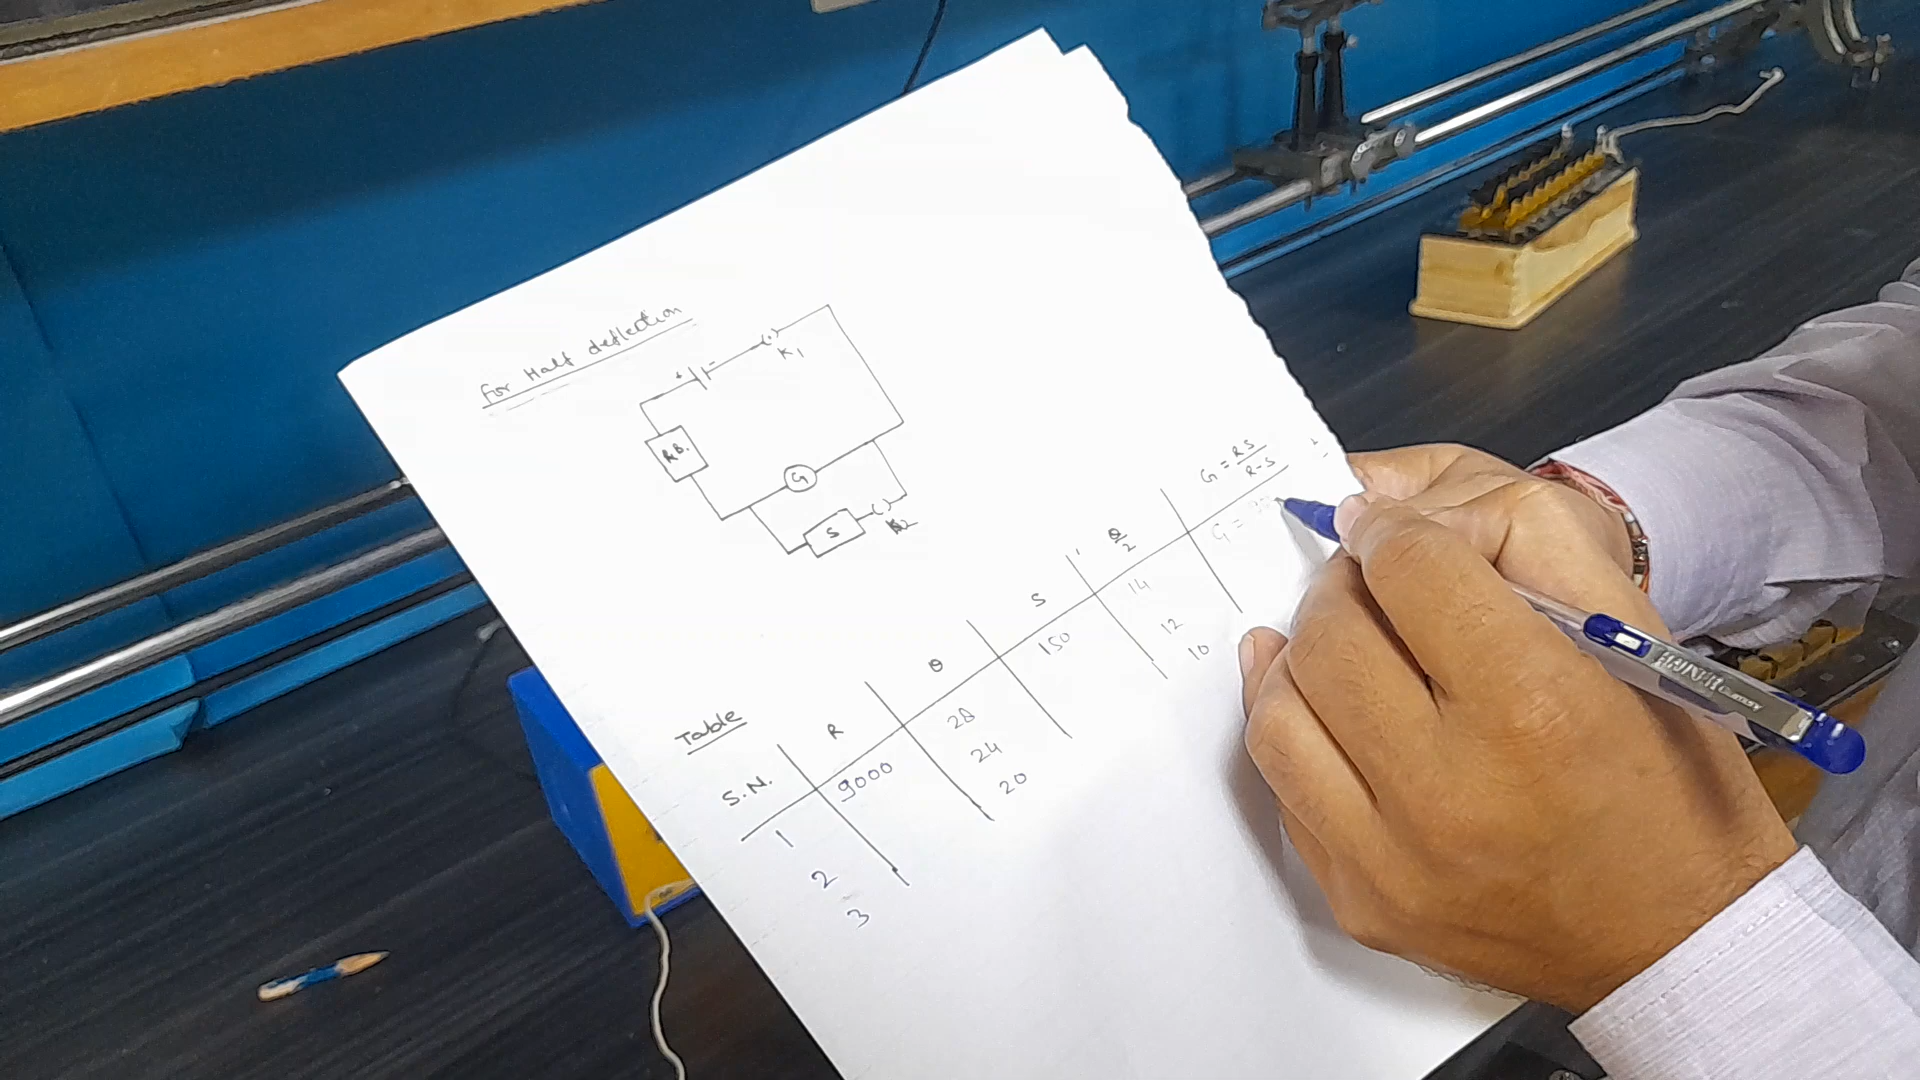 For Half deflection
+ - (·) K1
R.B.
G
S (·) K2
Table
S.N. R θ S θ/2 G = RS/R-S
1 9000 28 150 14 G =
2 24 12
3 20 10